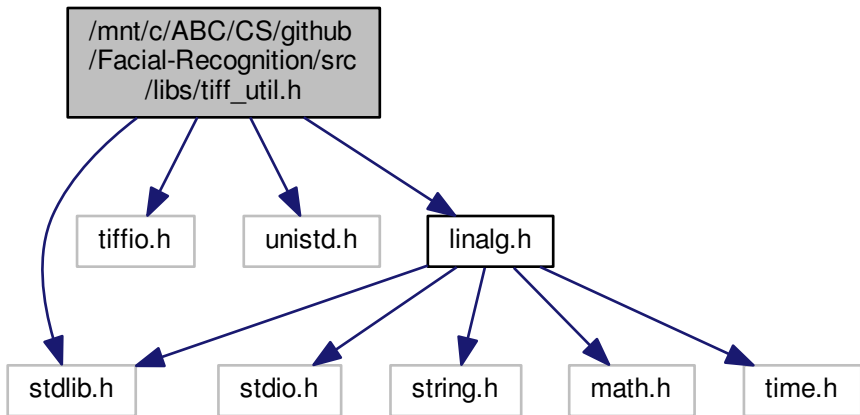 /mnt/c/ABC/CS/github
/Facial-Recognition/src
/libs/tiff_util.h
tiffio.h
unistd.h
linalg.h
stdlib.h
stdio.h
string.h
math.h
time.h